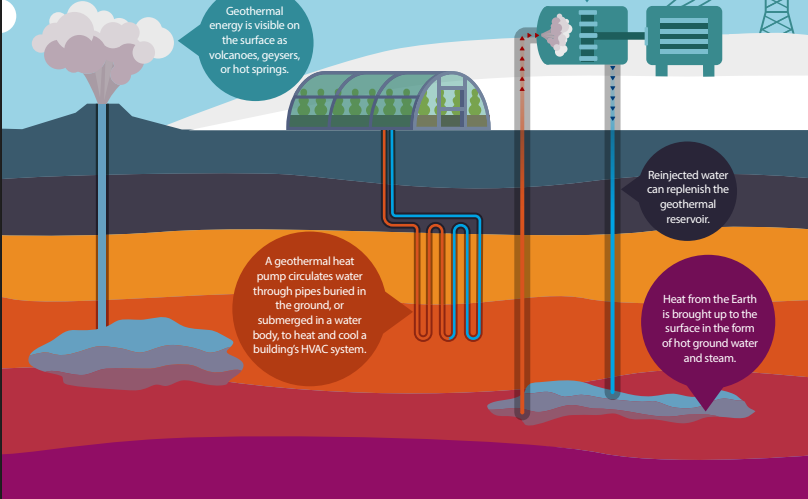 Geothermal
energy is visible on
the surface as
volcanoes, geysers,
or hot springs.
Reinjected water
can replenish the
geothermal
reservoir.
A geothermal heat
pump circulates water
through pipes buried in
the ground, or
submerged in a water
body, to heat and cool a
building's HVAC system.
Heat from the Earth
is brought up to the
surface in the form
of hot ground water
and steam.